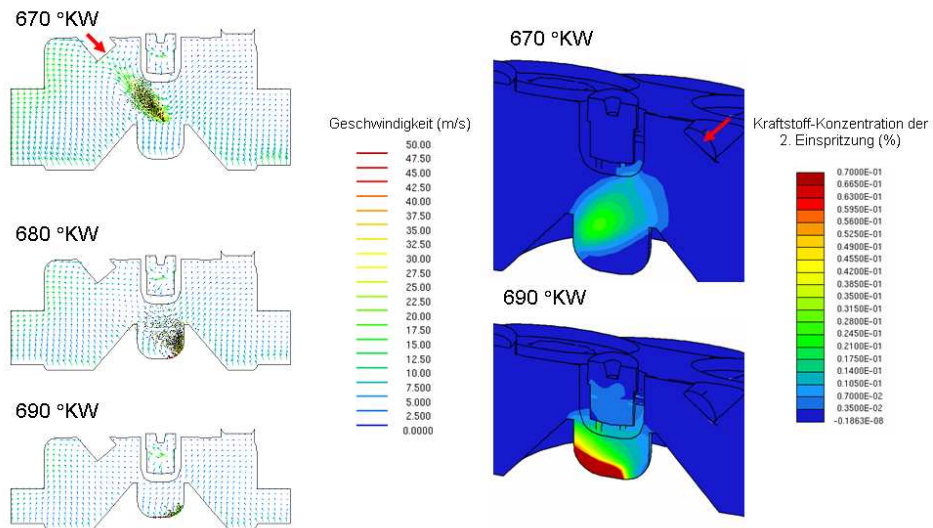 670 °KW
680 °KW
690 °KW
Geschwindigkeit (m/s)
50.00
47.50
45.00
42.50
40.00
37.50
35.00
32.50
30.00
27.50
25.00
22.50
20.00
17.50
15.00
12.50
10.00
7.500
5.000
2.500
0.0000
670 °KW
690 °KW
Kraftstoff-Konzentration der
2. Einspritzung (%)
0.7000E-01
0.6650E-01
0.6300E-01
0.5950E-01
0.5600E-01
0.5250E-01
0.4900E-01
0.4550E-01
0.4200E-01
0.3850E-01
0.3500E-01
0.3150E-01
0.2800E-01
0.2450E-01
0.2100E-01
0.1750E-01
0.1400E-01
0.1050E-01
0.7000E-02
0.3500E-02
-0.1863E-08